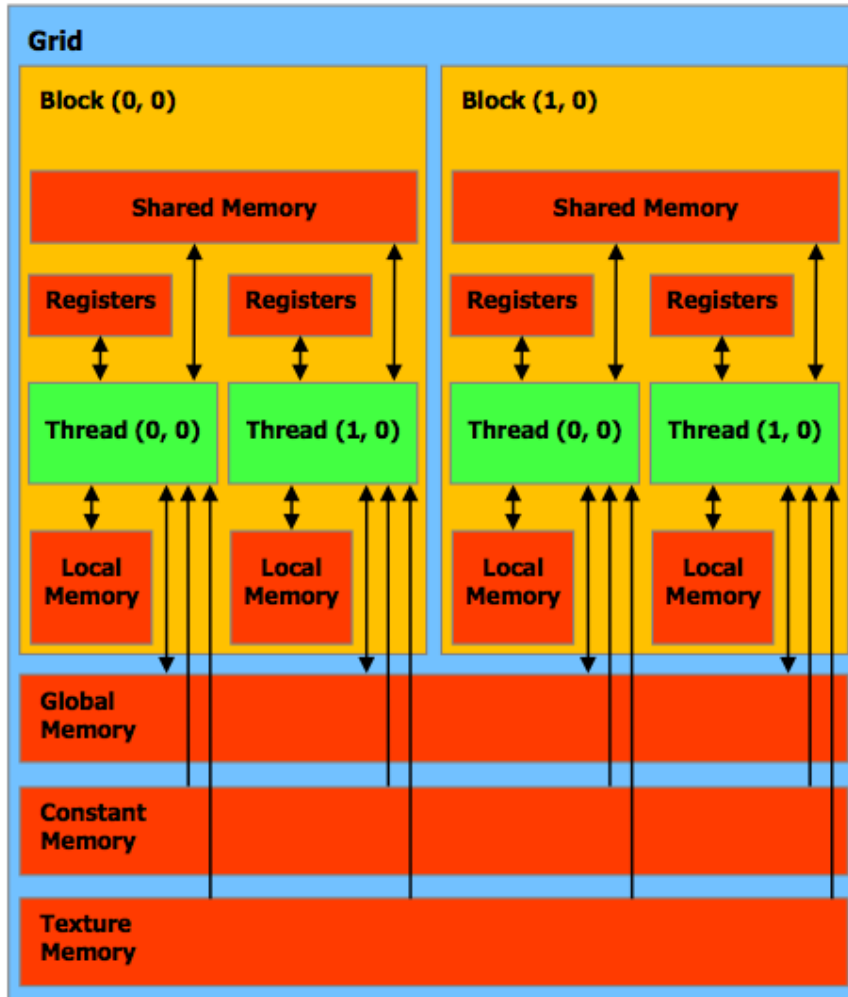 Grid
Block (0, 0)
Block (1, 0)
Shared Memory
Shared Memory
Registers
Registers
Registers
Registers
Thread (0, 0)
Thread (1, 0)
Thread (0, 0)
Thread (1, 0)
Local
Memory
Local
Memory
Local
Memory
Local
Memory
Global
Memory
Constant
Memory
Texture
Memory